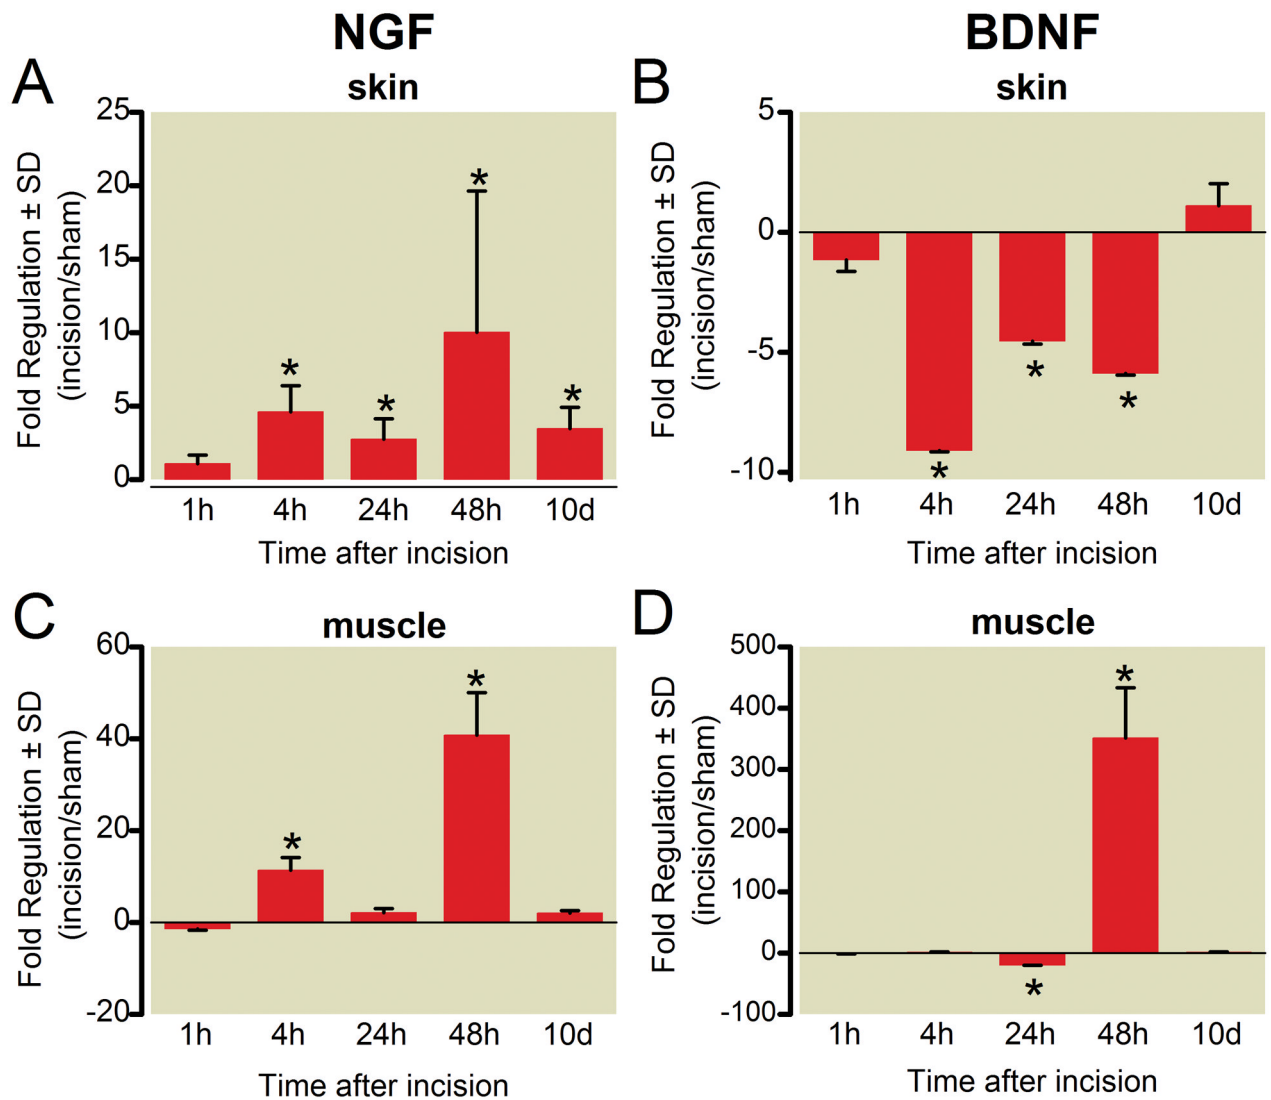 NGF
BDNF
A
skin
B
skin
Fold Regulation ± SD
(incision/sham)
25
20
15
10
5
0
*
*
*
*
1h 4h 24h 48h 10d
Time after incision
Fold Regulation ± SD
(incision/sham)
5
0
-5
-10
*
*
*
1h 4h 24h 48h 10d
Time after incision
C
muscle
D
muscle
Fold Regulation ± SD
(incision/sham)
60
40
20
0
-20
*
*
1h 4h 24h 48h 10d
Time after incision
Fold Regulation ± SD
(incision/sham)
500
400
300
200
100
0
-100
*
*
1h 4h 24h 48h 10d
Time after incision